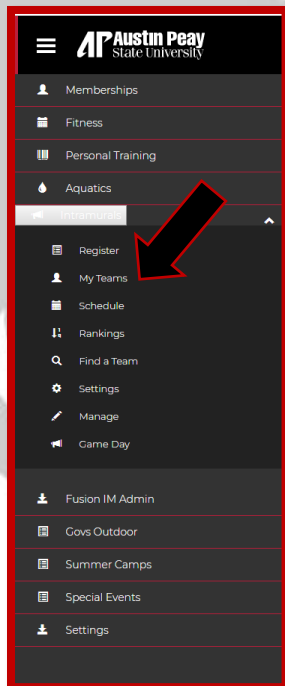 Austin Peay
State University
Memberships
Fitness
Personal Training
Aquatics
Intramurals
Register
My Teams
Schedule
Rankings
Find a Team
Settings
Manage
Game Day
Fusion IM Admin
Govs Outdoor
Summer Camps
Special Events
Settings